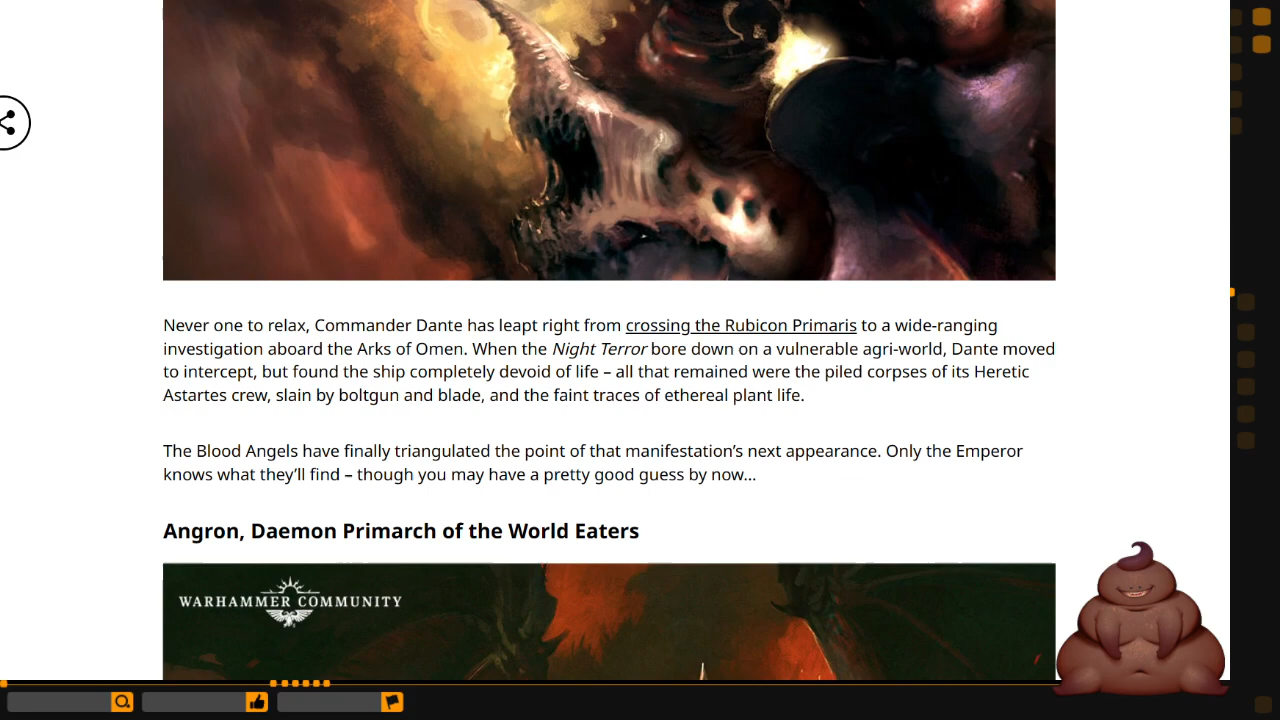 Never one to relax, Commander Dante has leapt right from crossing the Rubicon Primaris to a wide-ranging
investigation aboard the Arks of Omen. When the Night Terror bore down on a vulnerable agri-world, Dante moved
to intercept, but found the ship completely devoid of life – all that remained were the piled corpses of its Heretic
Astartes crew, slain by boltgun and blade, and the faint traces of ethereal plant life.
The Blood Angels have finally triangulated the point of that manifestation’s next appearance. Only the Emperor
knows what they’ll find – though you may have a pretty good guess by now…
Angron, Daemon Primarch of the World Eaters
WARHAMMER COMMUNITY